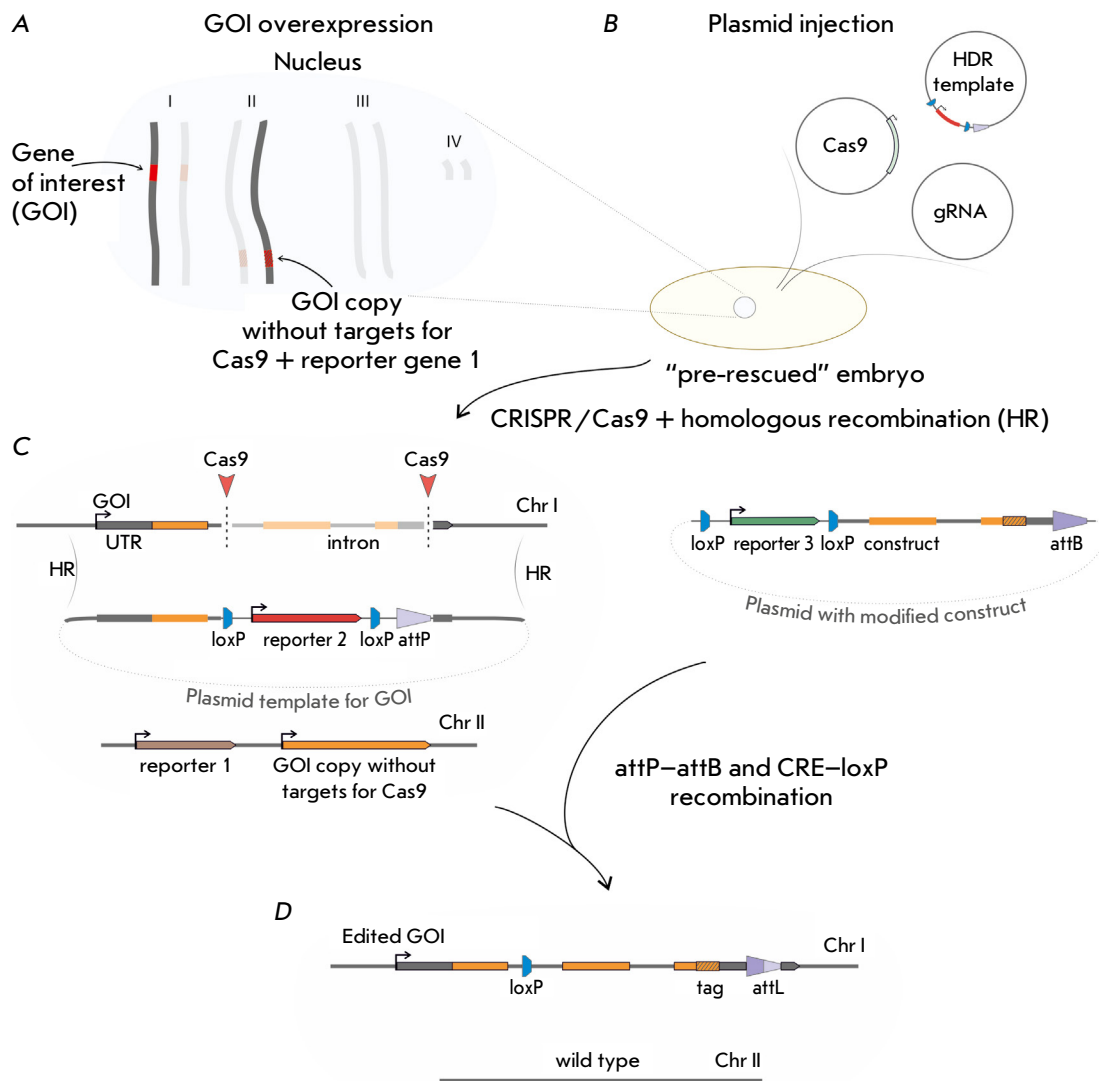 A
GOI overexpression
Nucleus
I
II
III
IV
Gene
of interest
(GOI)
GOI copy
without targets for
Cas9 + reporter gene 1
B
Plasmid injection
HDR
template
Cas9
gRNA
“pre-rescued” embryo
CRISPR/Cas9 + homologous recombination (HR)
C
Cas9
Cas9
GOI
Chr I
UTR
intron
HR
HR
loxP
reporter 2
loxP
attP
Plasmid template for GOI
Chr II
reporter 1
GOI copy without
targets for Cas9
loxP
reporter 3
loxP
construct
attB
Plasmid with modified construct
attP–attB and CRE–loxP
recombination
D
Edited GOI
Chr I
loxP
tag
attL
wild type
Chr II